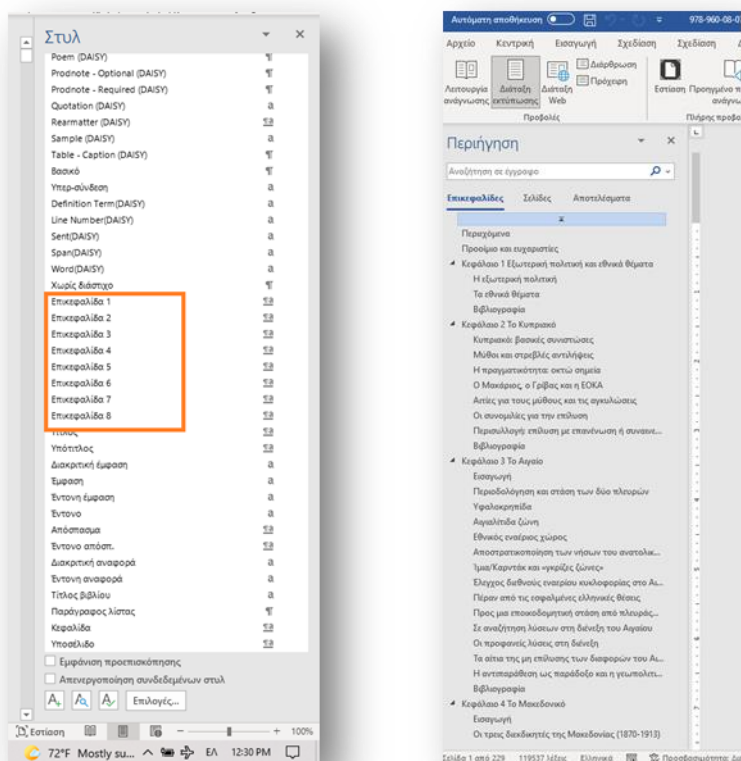 Στυλ
Poem (DAISY)
Prodnote - Optional (DAISY)
Prodnote - Required (DAISY)
Quotation (DAISY)
Rearmatter (DAISY)
Sample (DAISY)
Table - Caption (DAISY)
Βασικό
Υπερ-σύνδεση
Definition Term(DAISY)
Line Number(DAISY)
Sent(DAISY)
Span(DAISY)
Word(DAISY)
Χωρίς διάστιχο
Επικεφαλίδα 1
Επικεφαλίδα 2
Επικεφαλίδα 3
Επικεφαλίδα 4
Επικεφαλίδα 5
Επικεφαλίδα 6
Επικεφαλίδα 7
Επικεφαλίδα 8
Τίτλος
Υπότιτλος
Διακριτική έμφαση
Έμφαση
Έντονη έμφαση
Έντονο
Απόσπασμα
Έντονο απόσπ.
Διακριτική αναφορά
Έντονη αναφορά
Τίτλος βιβλίου
Παράγραφος λίστας
Κεφαλίδα
Υποσέλιδο
Εμφάνιση προεπισκόπησης
Απενεργοποίηση συνδεδεμένων στυλ
Επιλογές...
Εστίαση 100%
72°F Mostly su... ΕΛ 12:30 PM
Αυτόματη αποθήκευση 978-960-08-0
Αρχείο Κεντρική Εισαγωγή Σχεδίαση Σχεδίαση
Λειτουργία ανάγνωσης
Διάταξη εκτύπωσης
Διάταξη Web
Διάρθρωση
Πρόχειρη
Εστίαση
Προβολές
Περιήγηση
Αναζήτηση σε έγγραφο
Επικεφαλίδες Σελίδες Αποτελέσματα
Περιεχόμενα
Προοίμιο και ευχαριστίες
Κεφάλαιο 1 Εξωτερική πολιτική και εθνικά θέματα
Η εξωτερική πολιτική
Τα εθνικά θέματα
Βιβλιογραφία
Κεφάλαιο 2 Το Κυπριακό
Κυπριακό: βασικές συνιστώσες
Μύθοι και στρεβλές αντιλήψεις
Η πραγματικότητα: οκτώ σημεία
Ο Μακάριος, ο Γρίβας και η ΕΟΚΑ
Αιτίες για τους μύθους και τις αγκυλώσεις
Οι συνομιλίες για την επίλυση
Περισυλλογή: επίλυση με επανένωση ή συναινε...
Βιβλιογραφία
Κεφάλαιο 3 Το Αιγαίο
Εισαγωγή
Περιοδολόγηση και στάση των δύο πλευρών
Υφαλοκρηπίδα
Αιγιαλίτιδα ζώνη
Εθνικός εναέριος χώρος
Αποστρατικοποίηση των νήσων του ανατολικ...
Ίμια/Καρντάκ και «γκρίζες ζώνες»
Έλεγχος διεθνούς εναερίου κυκλοφορίας στο Αι...
Πέραν από τις εσφαλμένες ελληνικές θέσεις
Προς μια εποικοδομητική στάση από πλευράς...
Σε αναζήτηση λύσεων στη διένεξη του Αιγαίου
Οι προφανείς λύσεις στη διένεξη
Τα αίτια της μη επίλυσης των διαφορών του Αι...
Η αντιπαράθεση ως παράδοξο και η γεωπολιτι...
Βιβλιογραφία
Κεφάλαιο 4 Το Μακεδονικό
Εισαγωγή
Οι τρεις διεκδικητές της Μακεδονίας (1870-1913)
Σελίδα 1 από 229 119537 λέξεις Ελληνικά